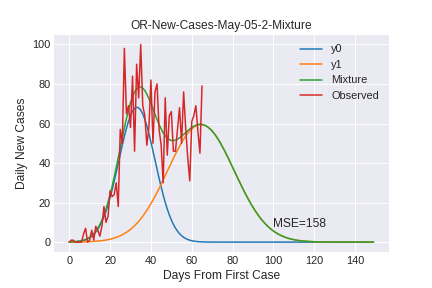 OR-New-Cases-May-05-2-Mixture
100
80
60
40
20
0
Daily New Cases
y0
y1
Mixture
Observed
MSE=158
0 20 40 60 80 100 120 140
Days From First Case